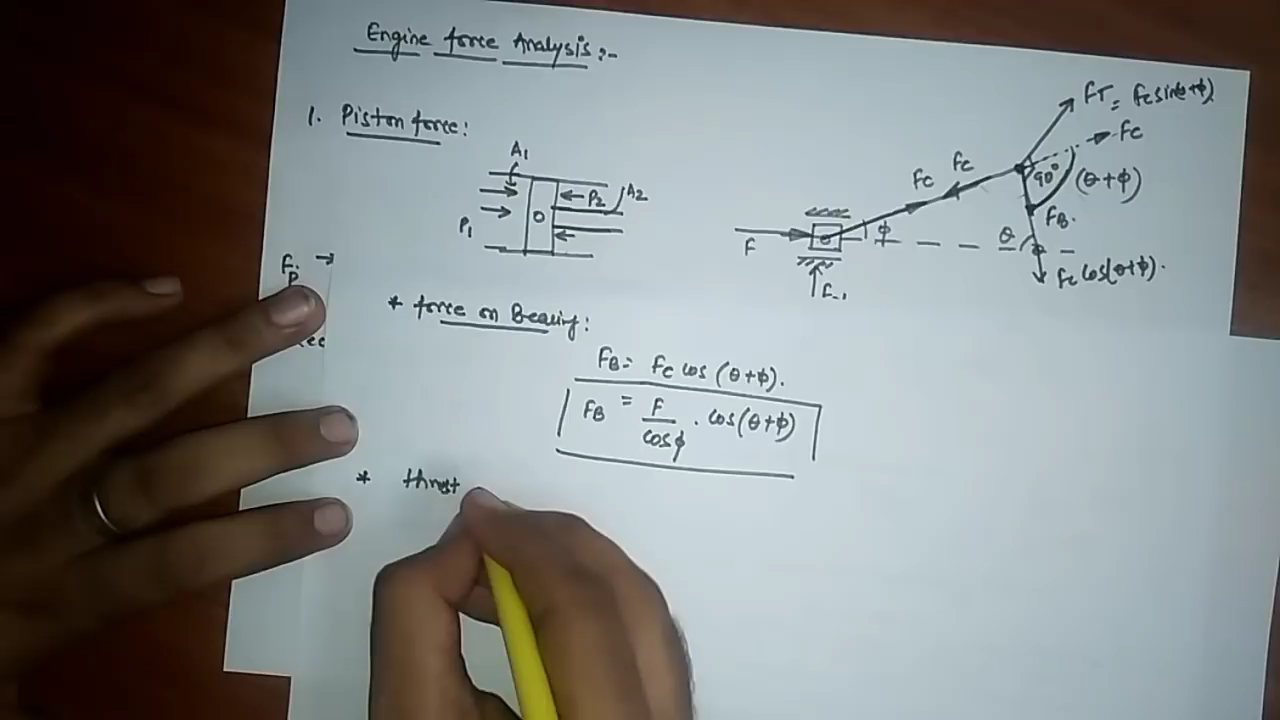 Engine force Analysis:-
1. Piston force:
A1
P2
A2
P1
FT = Fc sin(θ+φ)
Fc
Fc
Fc
90°
(θ+φ)
FB.
F
φ
θ
Fc cos(θ+φ).
Fp →
* force on Bearing:
FB = Fc cos (θ+φ).
FB = F/cosφ . cos(θ+φ)
* thrust